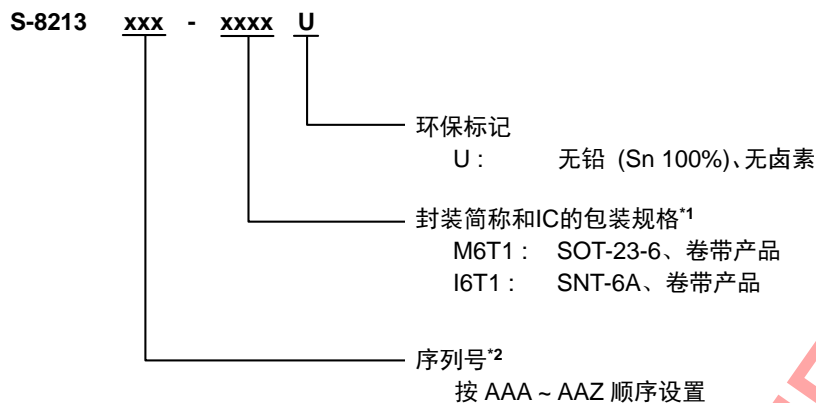 S-8213 xxx - xxxx U
环保标记
U : 无铅 (Sn 100%)、无卤素
封装简称和IC的包装规格*1
M6T1 : SOT-23-6、卷带产品
I6T1 : SNT-6A、卷带产品
序列号*2
按 AAA ~ AAZ 顺序设置